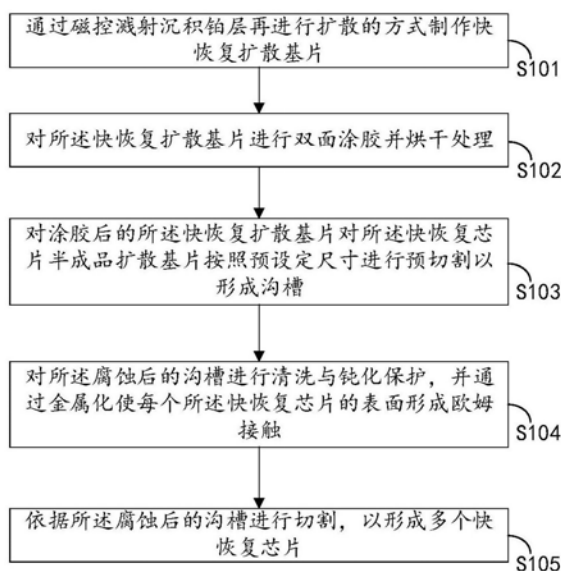 通过磁控溅射沉积铂层再进行扩散的方式制作快
恢复扩散基片
S101
对所述快恢复扩散基片进行双面涂胶并烘干处理
S102
对涂胶后的所述快恢复扩散基片对所述快恢复芯
片半成品扩散基片按照预设定尺寸进行预切割以
形成沟槽
S103
对所述腐蚀后的沟槽进行清洗与钝化保护，并通
过金属化使每个所述快恢复芯片的表面形成欧姆
接触
S104
依据所述腐蚀后的沟槽进行切割，以形成多个快
恢复芯片
S105